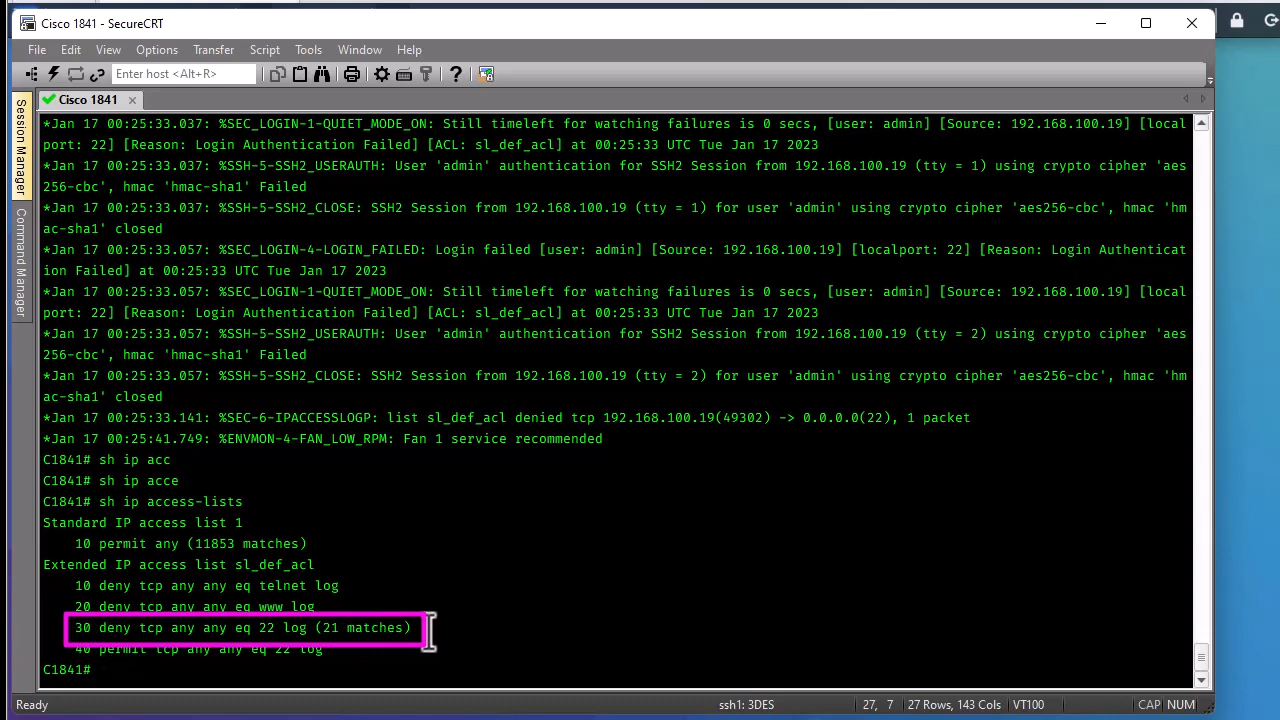 Cisco 1841 - SecureCRT
File Edit View Options Transfer Script Tools Window Help
Enter host <Alt+R>
Cisco 1841
Session Manager
Command Manager
*Jan 17 00:25:33.037: %SEC_LOGIN-1-QUIET_MODE_ON: Still timeleft for watching failures is 0 secs, [user: admin] [Source: 192.168.100.19] [local
port: 22] [Reason: Login Authentication Failed] [ACL: sl_def_acl] at 00:25:33 UTC Tue Jan 17 2023
*Jan 17 00:25:33.037: %SSH-5-SSH2_USERAUTH: User 'admin' authentication for SSH2 Session from 192.168.100.19 (tty = 1) using crypto cipher 'aes
256-cbc', hmac 'hmac-sha1' Failed
*Jan 17 00:25:33.037: %SSH-5-SSH2_CLOSE: SSH2 Session from 192.168.100.19 (tty = 1) for user 'admin' using crypto cipher 'aes256-cbc', hmac 'hm
ac-sha1' closed
*Jan 17 00:25:33.057: %SEC_LOGIN-4-LOGIN_FAILED: Login failed [user: admin] [Source: 192.168.100.19] [localport: 22] [Reason: Login Authenticat
ion Failed] at 00:25:33 UTC Tue Jan 17 2023
*Jan 17 00:25:33.057: %SEC_LOGIN-1-QUIET_MODE_ON: Still timeleft for watching failures is 0 secs, [user: admin] [Source: 192.168.100.19] [local
port: 22] [Reason: Login Authentication Failed] [ACL: sl_def_acl] at 00:25:33 UTC Tue Jan 17 2023
*Jan 17 00:25:33.057: %SSH-5-SSH2_USERAUTH: User 'admin' authentication for SSH2 Session from 192.168.100.19 (tty = 2) using crypto cipher 'aes
256-cbc', hmac 'hmac-sha1' Failed
*Jan 17 00:25:33.057: %SSH-5-SSH2_CLOSE: SSH2 Session from 192.168.100.19 (tty = 2) for user 'admin' using crypto cipher 'aes256-cbc', hmac 'hm
ac-sha1' closed
*Jan 17 00:25:33.141: %SEC-6-IPACCESSLOGP: list sl_def_acl denied tcp 192.168.100.19(49302) -> 0.0.0.0(22), 1 packet
*Jan 17 00:25:41.749: %ENVMON-4-FAN_LOW_RPM: Fan 1 service recommended
C1841# sh ip acc
C1841# sh ip acce
C1841# sh ip access-lists
Standard IP access list 1
10 permit any (11853 matches)
Extended IP access list sl_def_acl
10 deny tcp any any eq telnet log
20 deny tcp any any eq www log
30 deny tcp any any eq 22 log (21 matches)
40 permit tcp any any eq 22 log
C1841#
Ready ssh1: 3DES 27, 7 27 Rows, 143 Cols VT100 CAP NUM